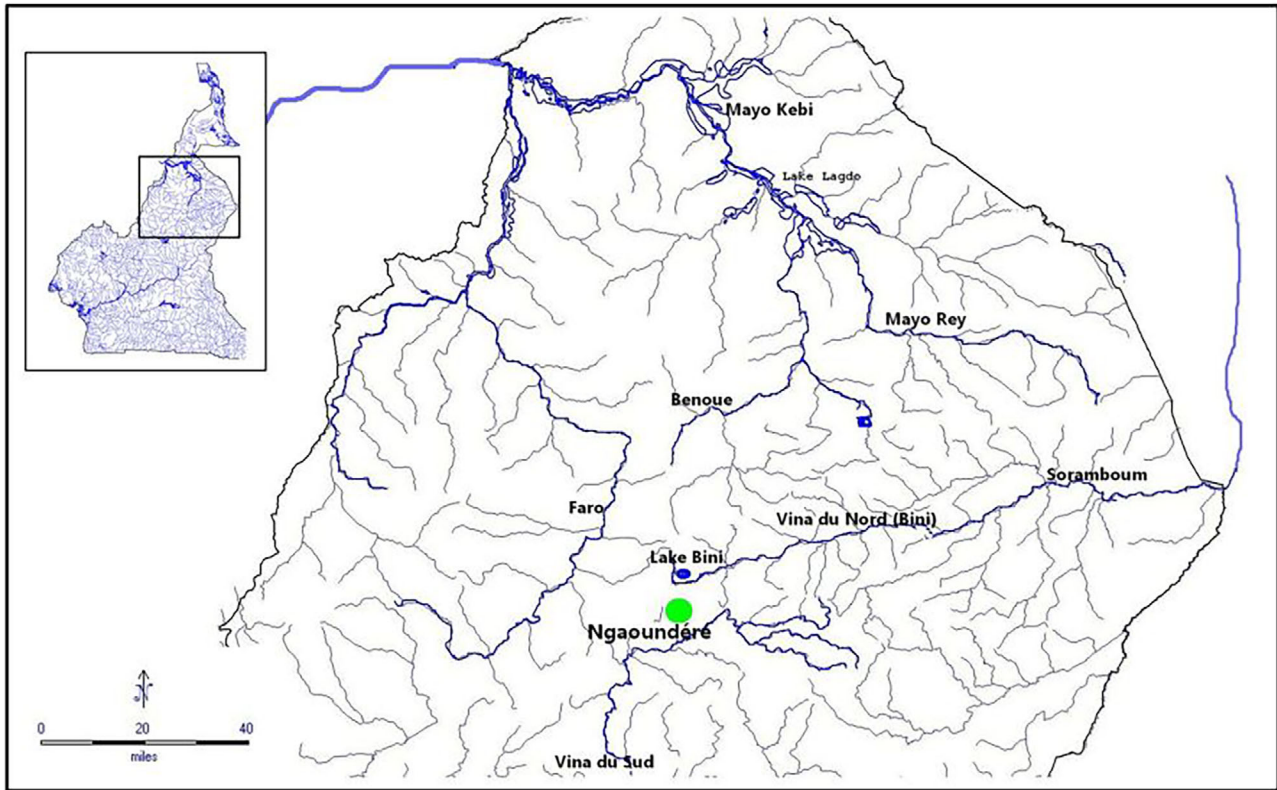 Mayo Kebi
Lake Lagdo
Mayo Rey
Benoue
Soramboum
Faro
Vina du Nord (Bini)
Lake Bini
Ngaoundéré
N
0 20 40
miles
Vina du Sud